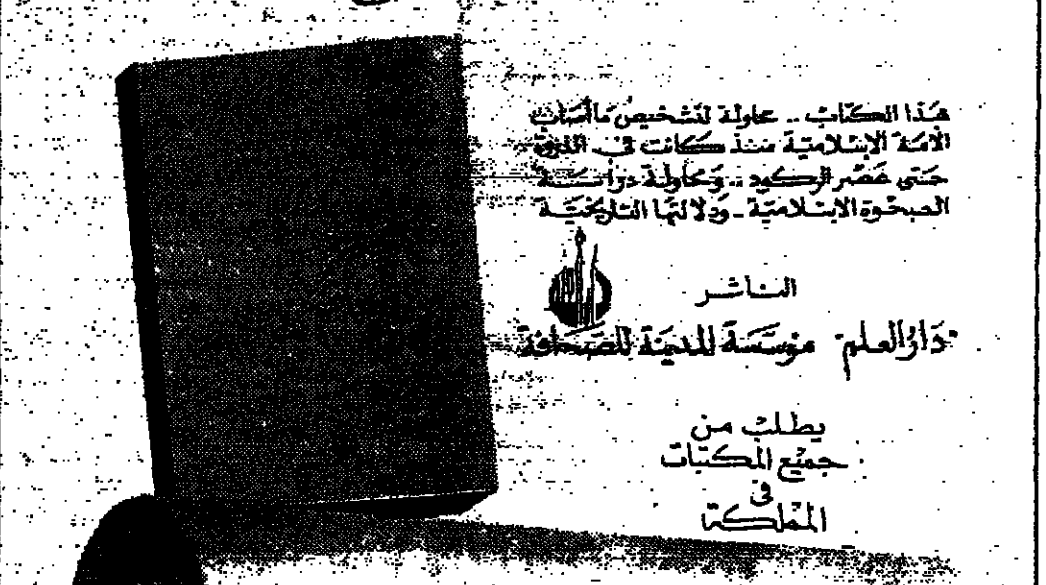 هذا الكتاب .. محاولة لتشخيص ما أصاب
الأمة الإسلامية منذ كانت في الذروة
حتى عصر الركود .. ومحاولة دراسة
الصحوة الإسلامية - ودلالتها التاريخية
الناشر
دار العلم مؤسسة المدينة للصحافة
يطلب من
جميع المكتبات
في
المملكة